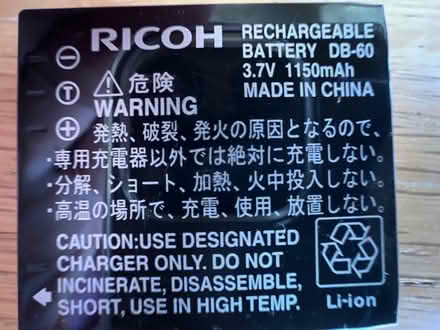 RICOH
RECHARGEABLE
BATTERY DB-60
3.7V 1150mAh
MADE IN CHINA
T
危険
WARNING
発熱、破裂、発火の原因となるので、
・専用充電器以外では絶対に充電しない。
・分解、ショート、加熱、火中投入しない。
・高温の場所で、充電、使用、放置しない。
CAUTION:USE DESIGNATED
CHARGER ONLY. DO NOT
INCINERATE, DISASSEMBLE,
SHORT, USE IN HIGH TEMP.
Li-ion